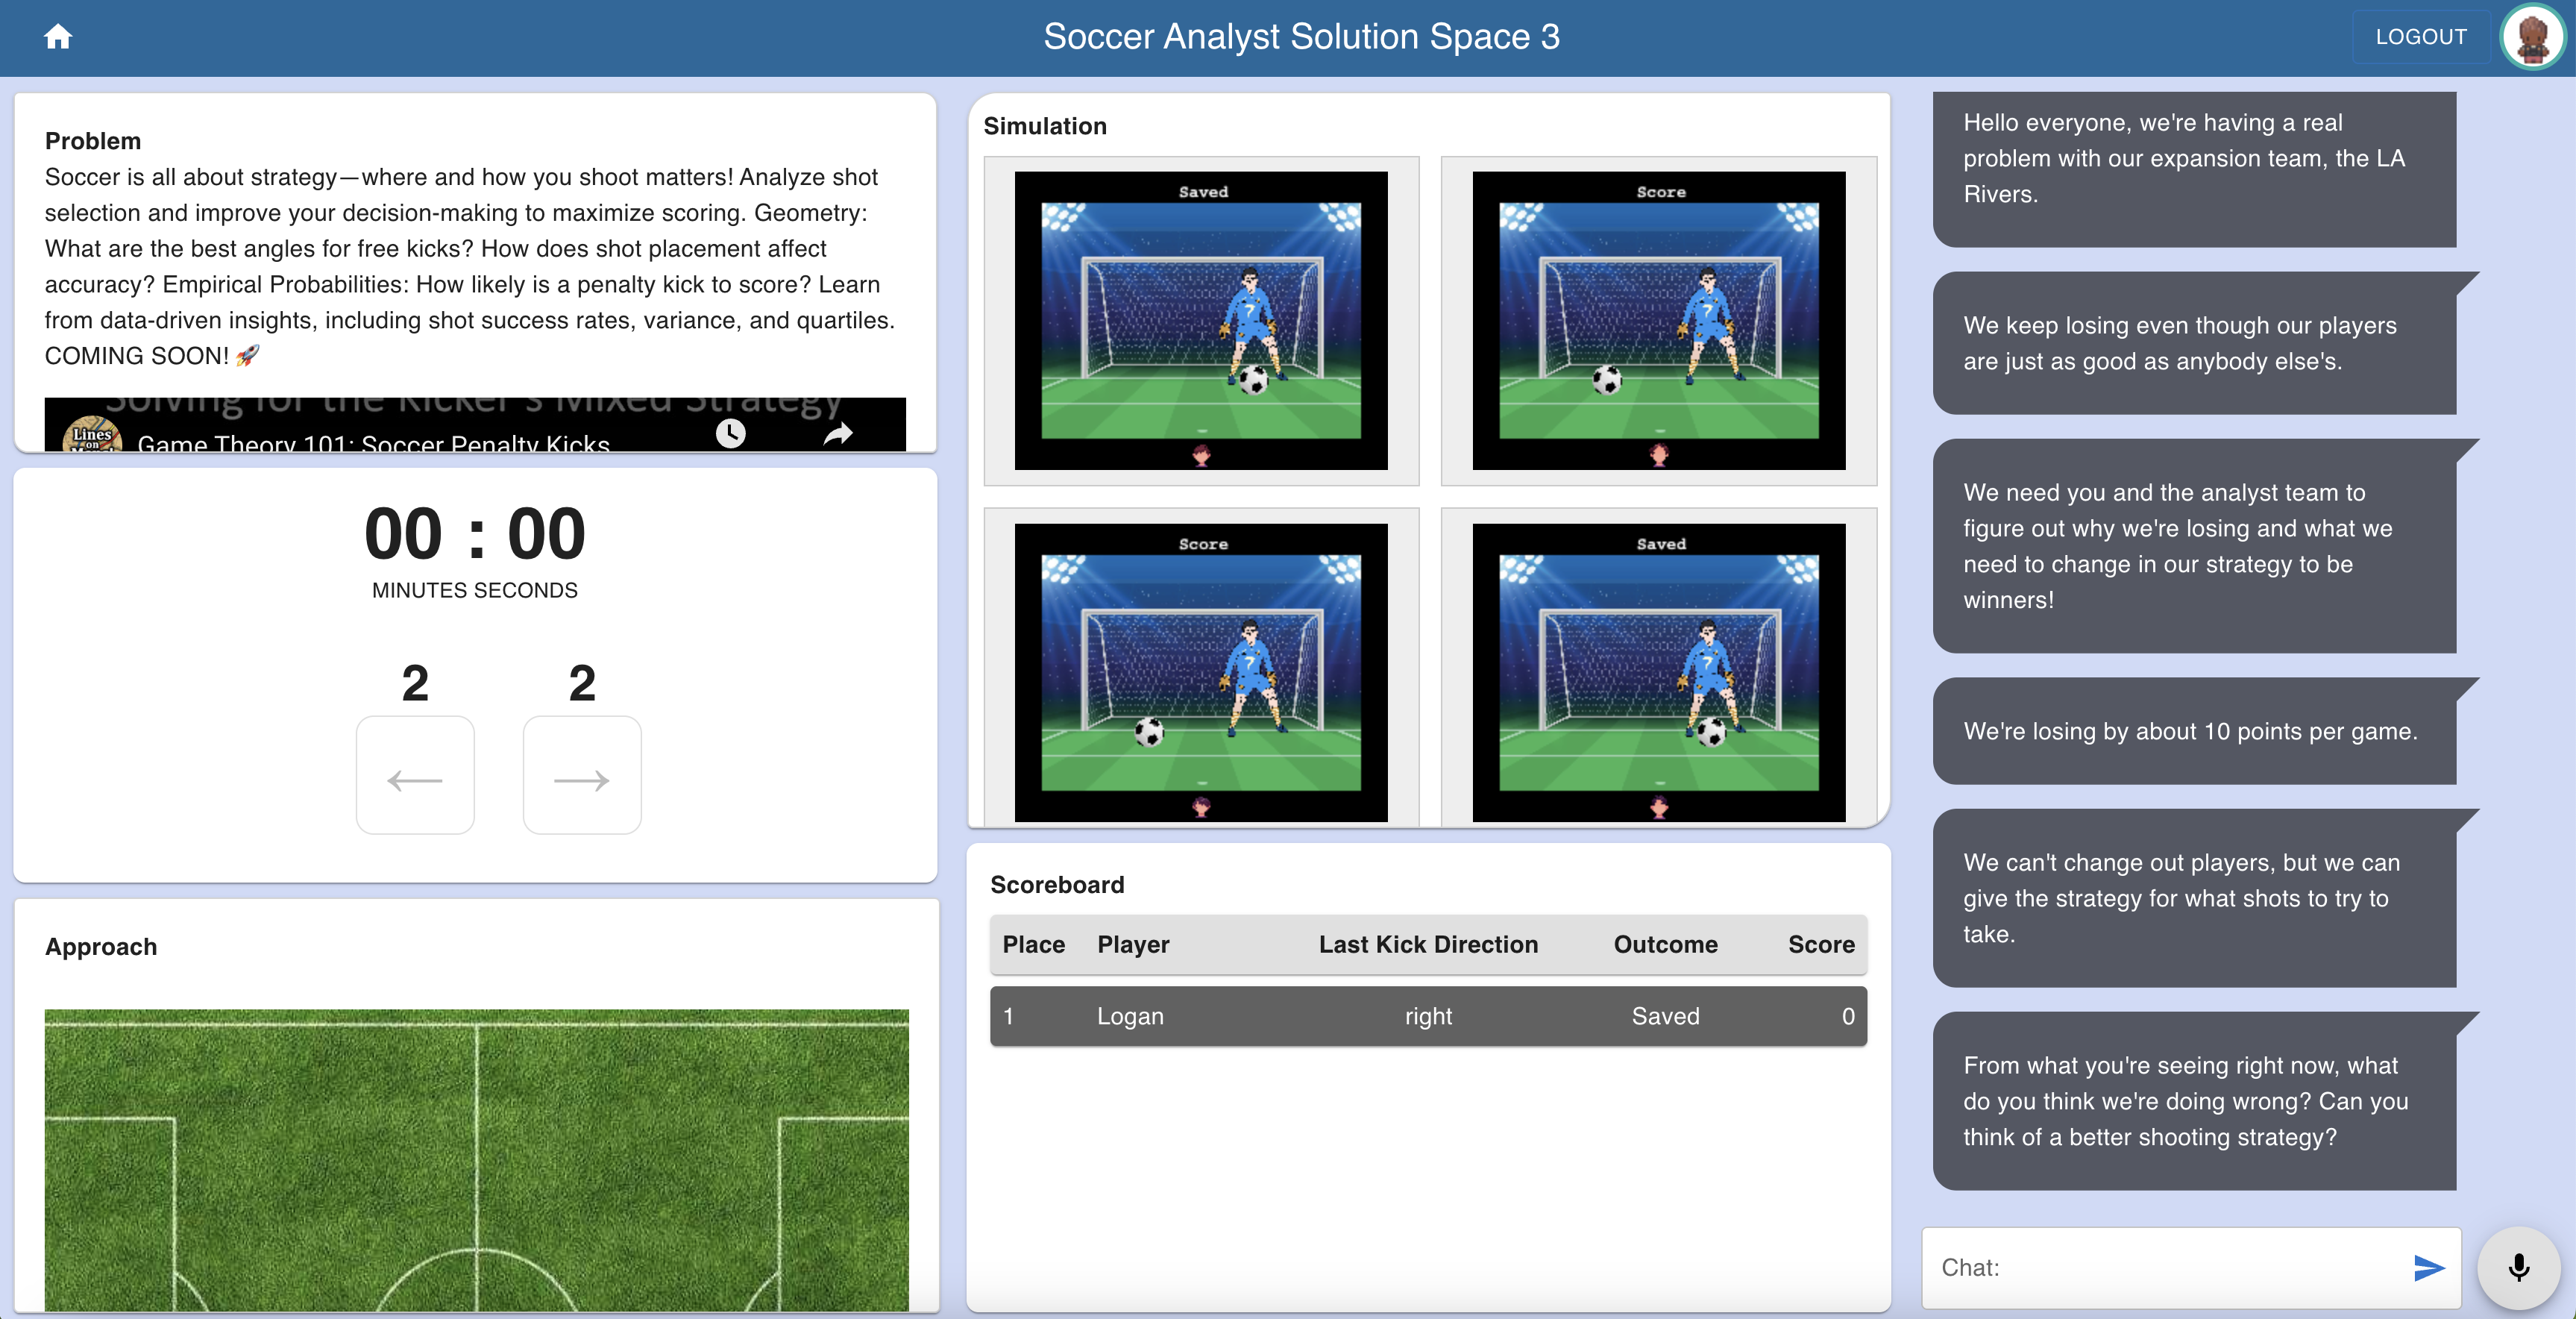 Soccer Analyst Solution Space 3
LOGOUT
Problem
Soccer is all about strategy—where and how you shoot matters! Analyze shot
selection and improve your decision-making to maximize scoring. Geometry:
What are the best angles for free kicks? How does shot placement affect
accuracy? Empirical Probabilities: How likely is a penalty kick to score? Learn
from data-driven insights, including shot success rates, variance, and quartiles.
COMING SOON! 🚀
Solving for the Kicker's Mixed Strategy
Lines
on
Game Theory 101: Soccer Penalty Kicks
00 : 00
MINUTES SECONDS
2 2
← →
Approach
Simulation
Saved
?
Score
?
Score
?
Saved
?
Scoreboard
Place Player Last Kick Direction Outcome Score
1 Logan right Saved 0
Hello everyone, we're having a real
problem with our expansion team, the LA
Rivers.
We keep losing even though our players
are just as good as anybody else's.
We need you and the analyst team to
figure out why we're losing and what we
need to change in our strategy to be
winners!
We're losing by about 10 points per game.
We can't change out players, but we can
give the strategy for what shots to try to
take.
From what you're seeing right now, what
do you think we're doing wrong? Can you
think of a better shooting strategy?
Chat: